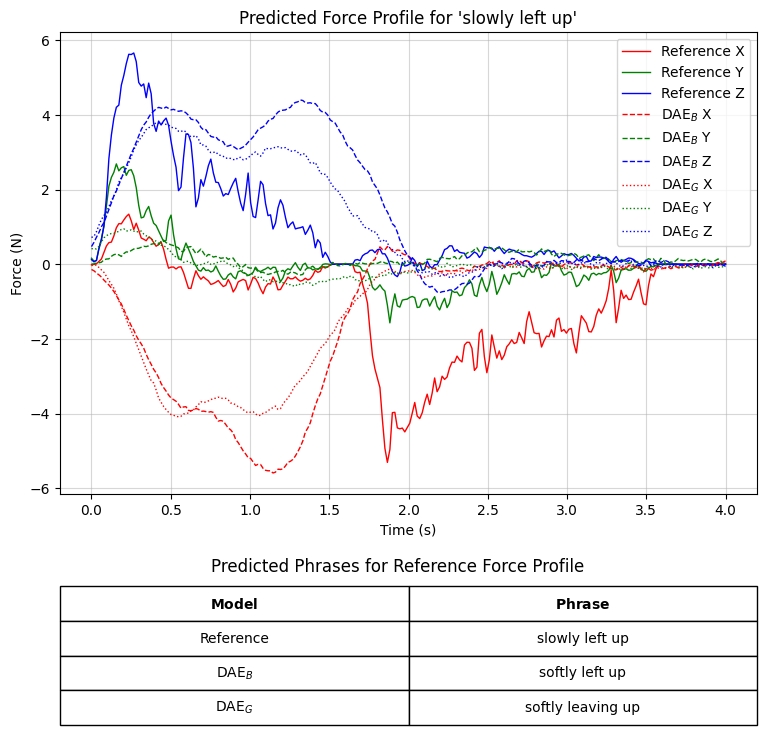 Predicted Force Profile for 'slowly left up'
6
4
2
0
−2
−4
−6
Force (N)
0.0 0.5 1.0 1.5 2.0 2.5 3.0 3.5 4.0
Time (s)
Reference X
Reference Y
Reference Z
DAE_B X
DAE_B Y
DAE_B Z
DAE_G X
DAE_G Y
DAE_G Z
Predicted Phrases for Reference Force Profile
Model Phrase
Reference slowly left up
DAE_B softly left up
DAE_G softly leaving up